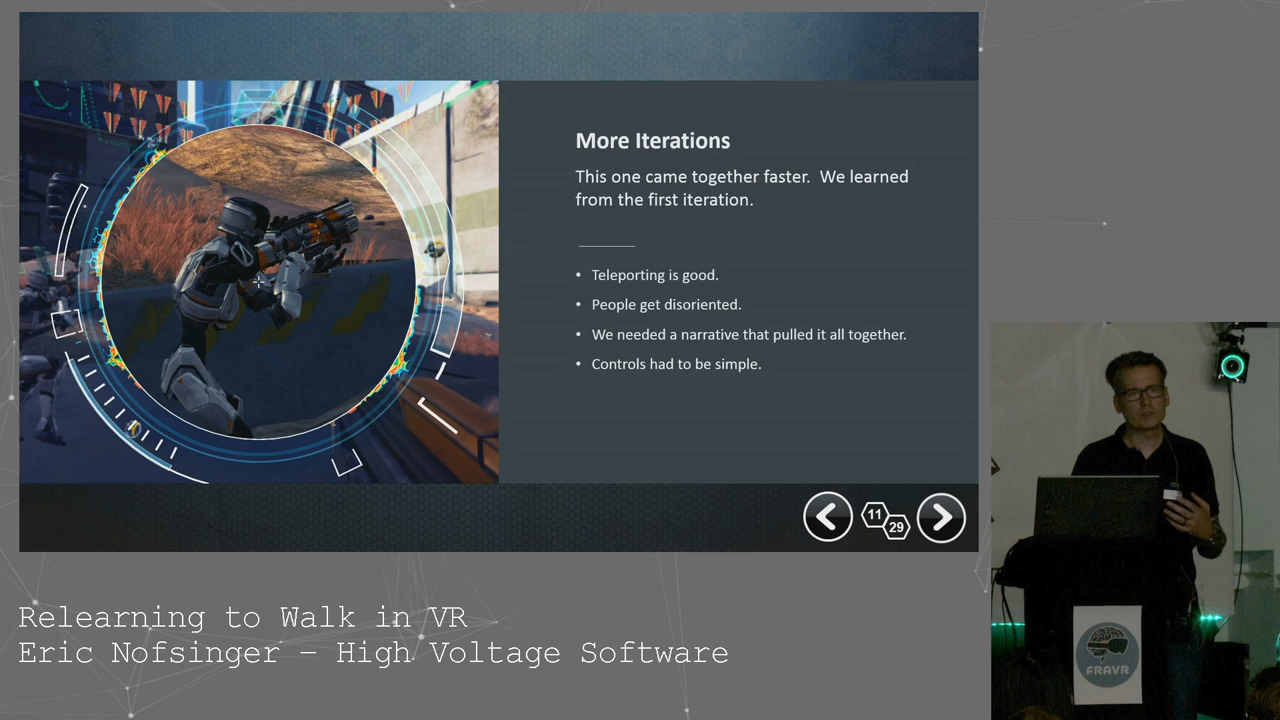 More Iterations
This one came together faster.  We learned
from the first iteration.
• Teleporting is good.
• People get disoriented.
• We needed a narrative that pulled it all together.
• Controls had to be simple.
11
29
Relearning to Walk in VR
Eric Nofsinger – High Voltage Software
FRAVR